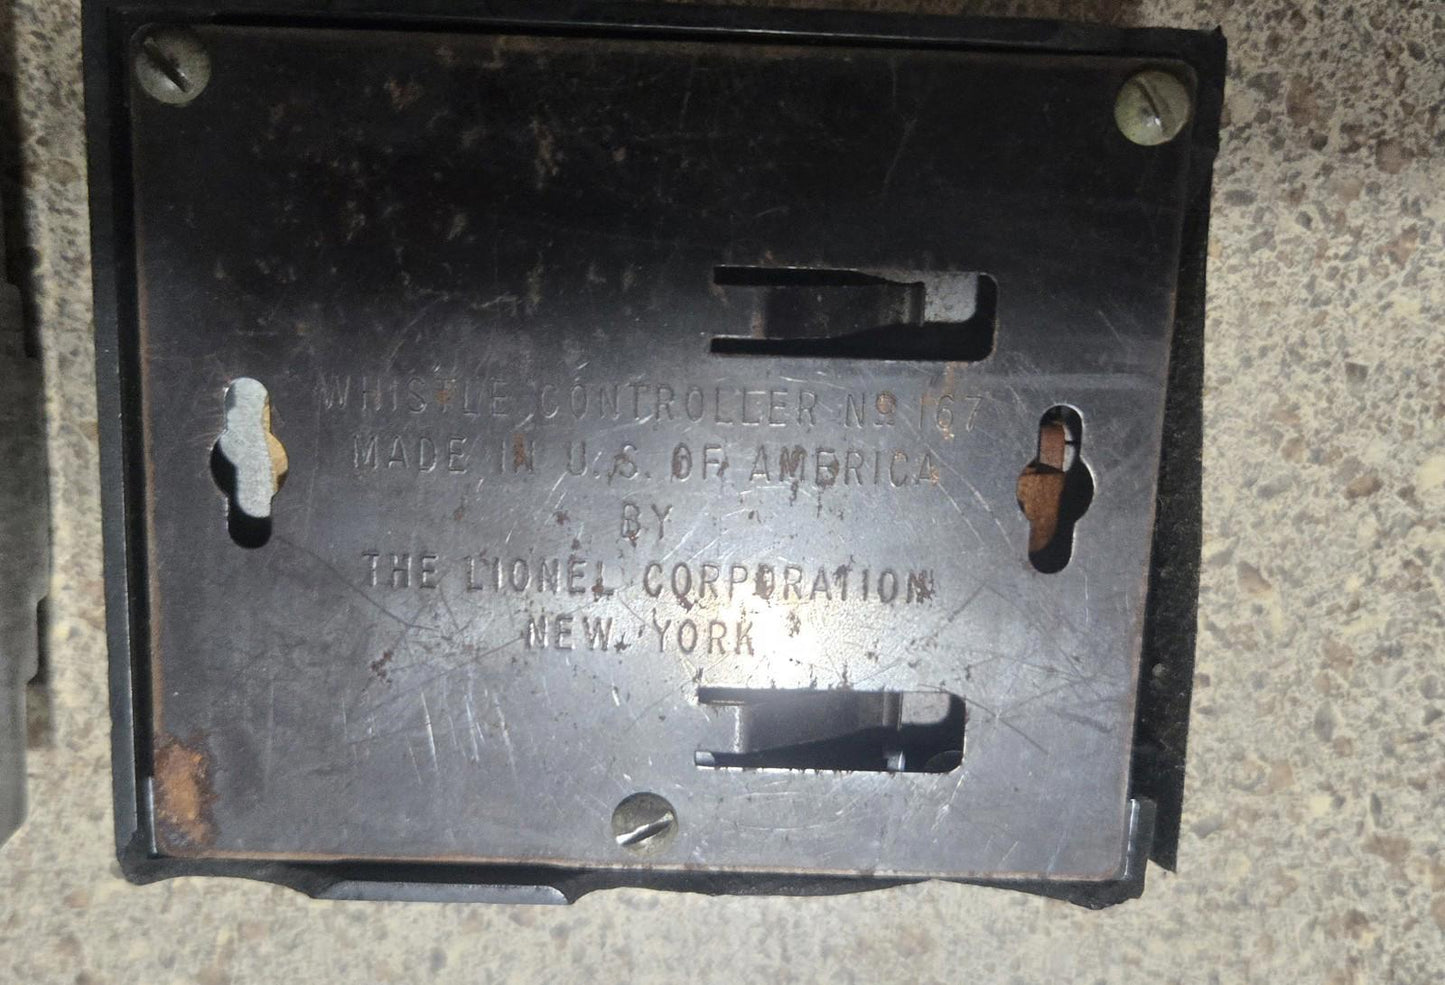 WHISTLE CONTROLLER Nº 167
MADE IN U.S. OF AMERICA
BY
THE LIONEL CORPORATION
NEW YORK